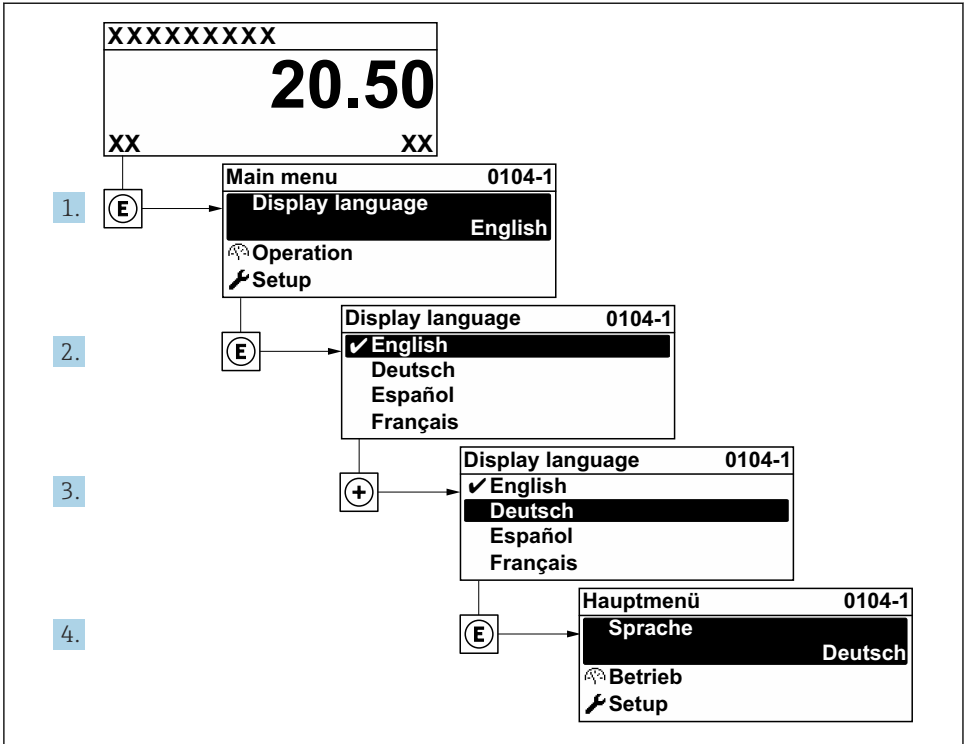 XXXXXXXXX
20.50
XX XX
1. E
Main menu 0104-1
Display language
English
Operation
Setup
2. E
Display language 0104-1
✔ English
Deutsch
Español
Français
3. +
Display language 0104-1
✔ English
Deutsch
Español
Français
4. E
Hauptmenü 0104-1
Sprache
Deutsch
Betrieb
Setup